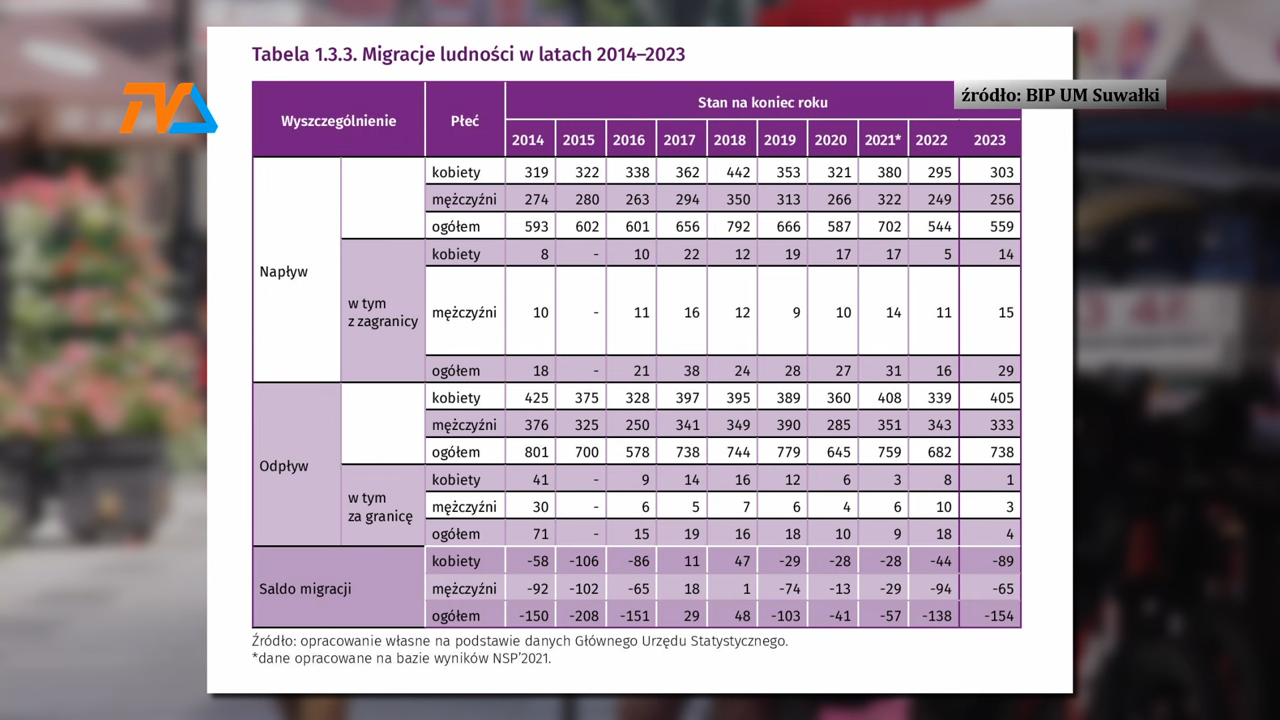 Tabela 1.3.3. Migracje ludności w latach 2014–2023
TVA
źródło: BIP UM Suwałki
Wyszczególnienie Płeć Stan na koniec roku
2014 2015 2016 2017 2018 2019 2020 2021* 2022 2023
Napływ
kobiety 319 322 338 362 442 353 321 380 295 303
mężczyźni 274 280 263 294 350 313 266 322 249 256
ogółem 593 602 601 656 792 666 587 702 544 559
w tym
z zagranicy
kobiety 8 - 10 22 12 19 17 17 5 14
mężczyźni 10 - 11 16 12 9 10 14 11 15
ogółem 18 - 21 38 24 28 27 31 16 29
Odpływ
kobiety 425 375 328 397 395 389 360 408 339 405
mężczyźni 376 325 250 341 349 390 285 351 343 333
ogółem 801 700 578 738 744 779 645 759 682 738
w tym
za granicę
kobiety 41 - 9 14 16 12 6 3 8 1
mężczyźni 30 - 6 5 7 6 4 6 10 3
ogółem 71 - 15 19 16 18 10 9 18 4
Saldo migracji
kobiety -58 -106 -86 11 47 -29 -28 -28 -44 -89
mężczyźni -92 -102 -65 18 1 -74 -13 -29 -94 -65
ogółem -150 -208 -151 29 48 -103 -41 -57 -138 -154
Źródło: opracowanie własne na podstawie danych Głównego Urzędu Statystycznego.
*dane opracowane na bazie wyników NSP’2021.